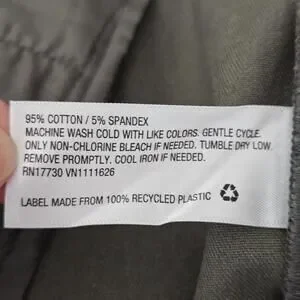 95% COTTON / 5% SPANDEX
MACHINE WASH COLD WITH LIKE COLORS. GENTLE CYCLE.
ONLY NON-CHLORINE BLEACH IF NEEDED. TUMBLE DRY LOW.
REMOVE PROMPTLY. COOL IRON IF NEEDED.
RN17730 VN1111626
LABEL MADE FROM 100% RECYCLED PLASTIC